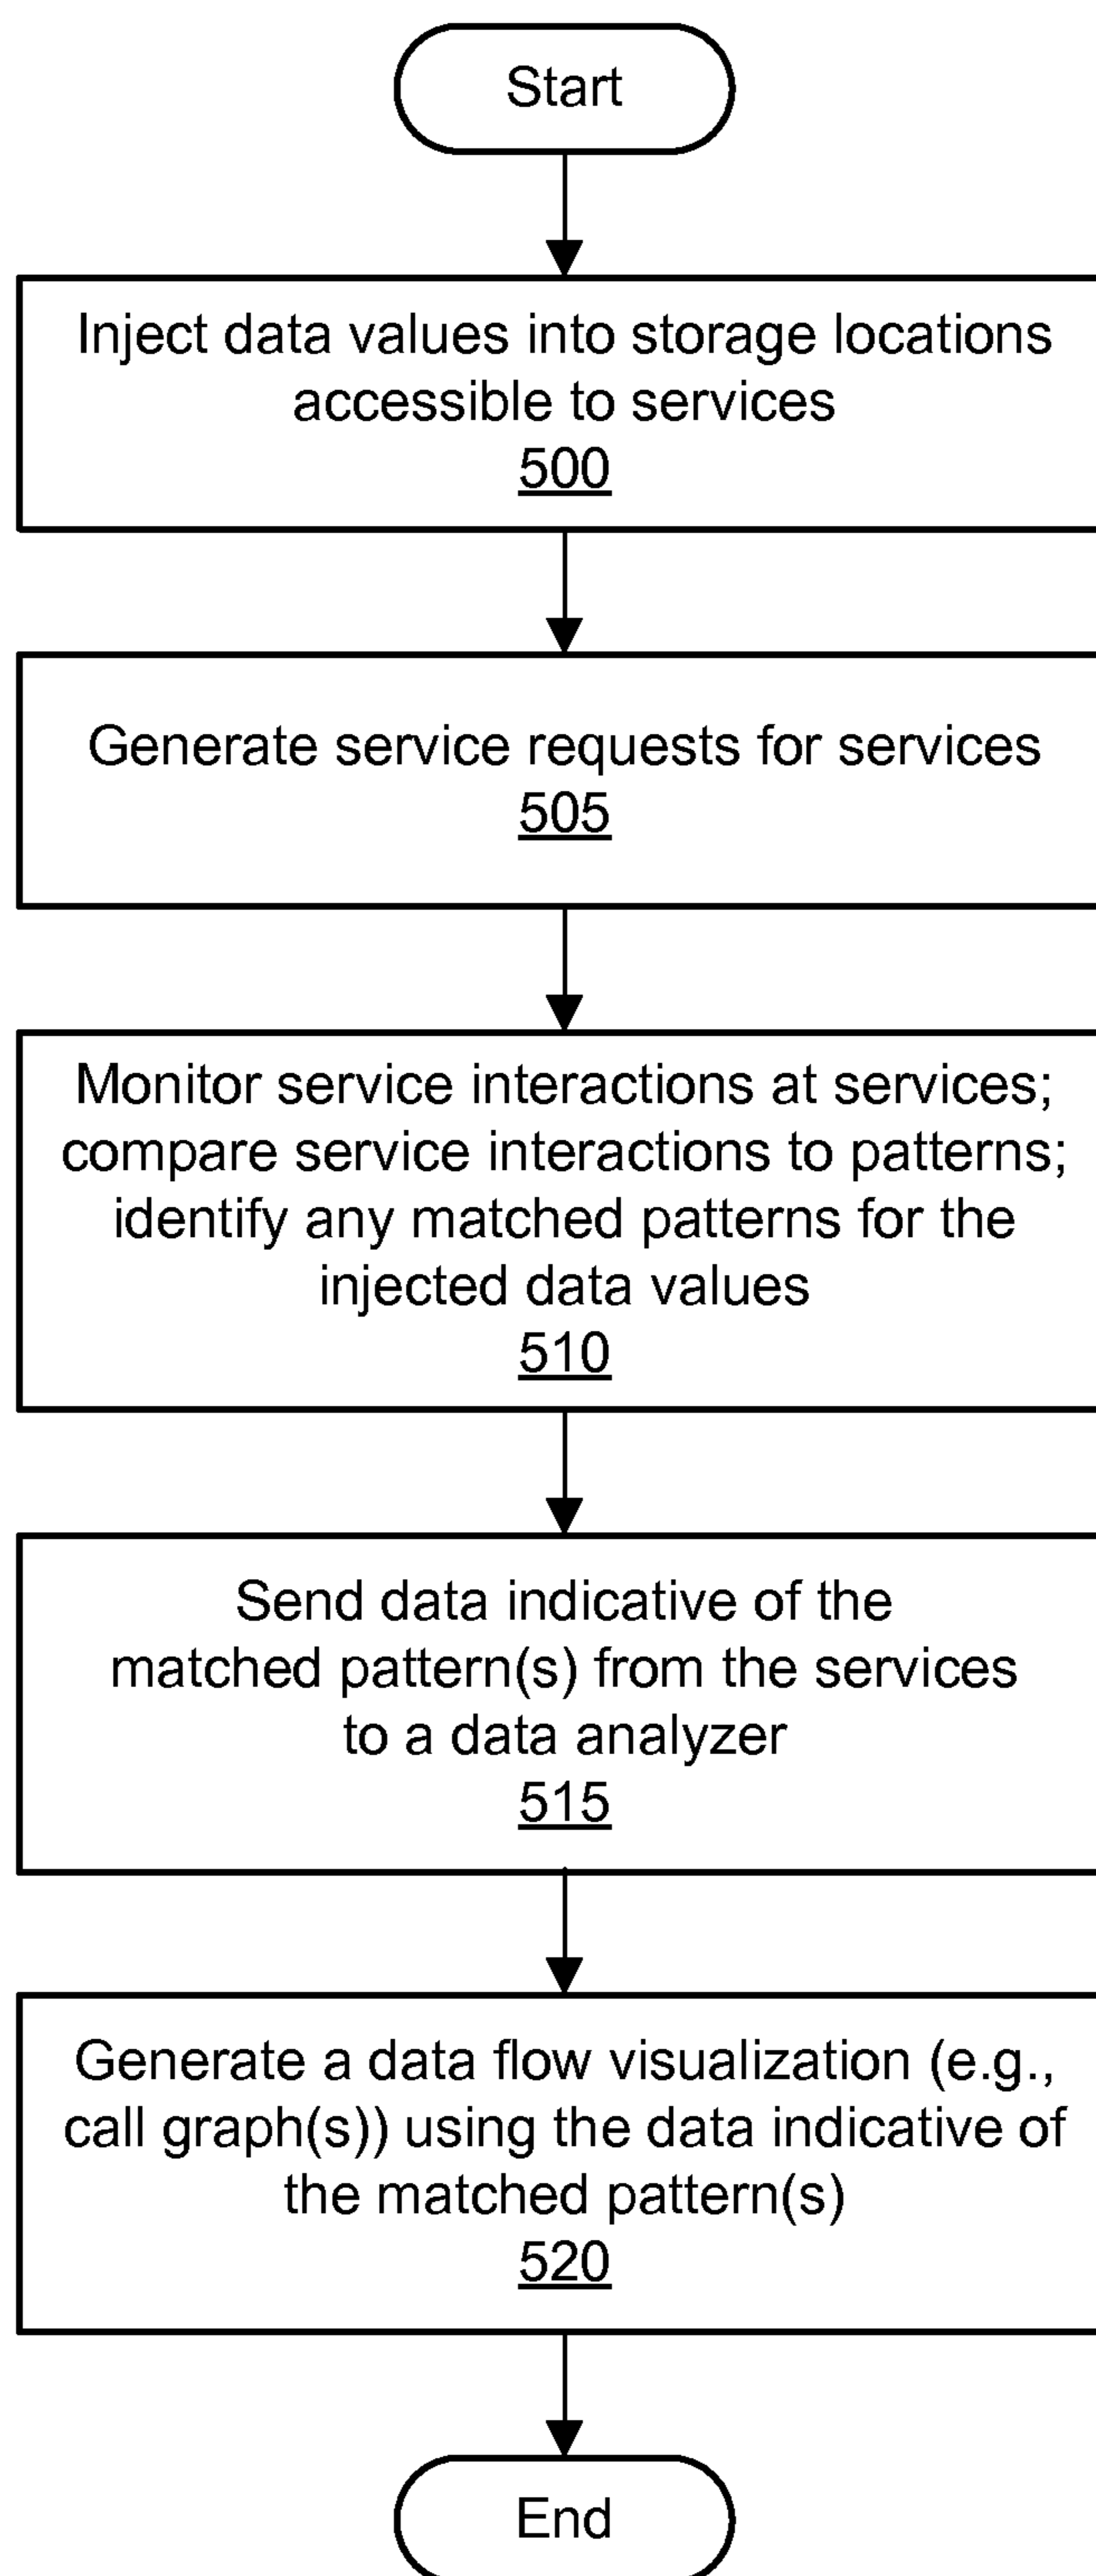 Start
Inject data values into storage locations
accessible to services
500
Generate service requests for services
505
Monitor service interactions at services;
compare service interactions to patterns;
identify any matched patterns for the
injected data values
510
Send data indicative of the
matched pattern(s) from the services
to a data analyzer
515
Generate a data flow visualization (e.g.,
call graph(s)) using the data indicative of
the matched pattern(s)
520
End